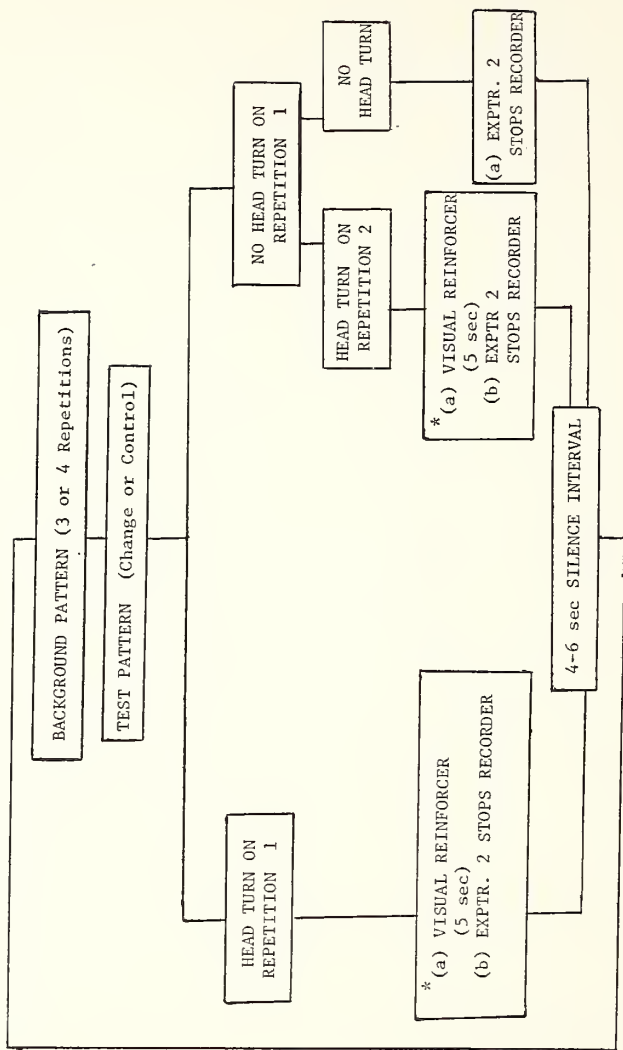 BACKGROUND PATTERN (3 or 4 Repetitions)
TEST PATTERN (Change or Control)
HEAD TURN ON
REPETITION 1
NO HEAD TURN ON
REPETITION 1
HEAD TURN ON
REPETITION 2
NO
HEAD TURN
* (a) VISUAL REINFORCER
(5 sec)
(b) EXPTR. 2 STOPS RECORDER
* (a) VISUAL REINFORCER
(5 sec)
(b) EXPTR 2
STOPS RECORDER
(a) EXPTR. 2
STOPS RECORDER
4-6 sec SILENCE INTERVAL